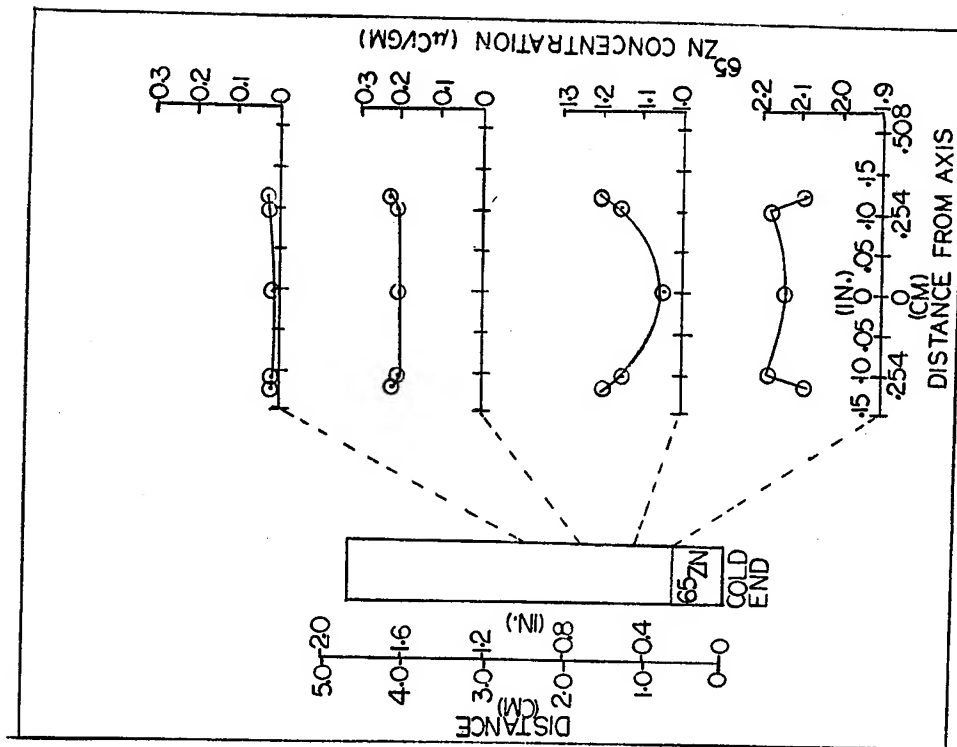 0.3
0.2
0.1
0
0.3
0.2
0.1
0
1.3
1.2
1.1
1.0
2.2
2.1
2.0
1.9
65 ZN CONCENTRATION (μCi/GM)
.15 .10 .05 0 .05 .10 .15
(IN.)
.254 0 .254 .508
(CM)
DISTANCE FROM AXIS
65ZN
COLD
END
5.0 2.0
4.0 1.6
3.0 1.2
2.0 0.8
1.0 0.4
0 0
(IN.)
(CM)
DISTANCE